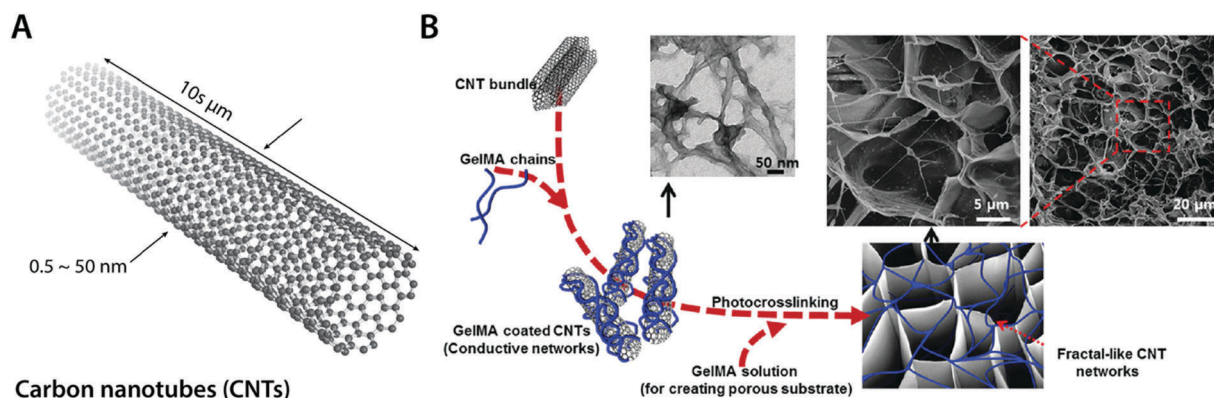 A
10s μm
0.5 ~ 50 nm
Carbon nanotubes (CNTs)
B
CNT bundle
GelMA chains
50 nm
GelMA coated CNTs
(Conductive networks)
Photocrosslinking
GelMA solution
(for creating porous substrate)
5 μm
20 μm
Fractal-like CNT
networks